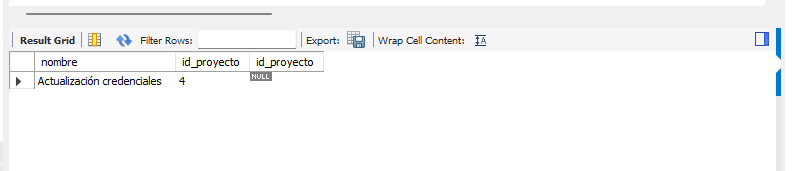 Result Grid Filter Rows: Export: Wrap Cell Content:
nombre id_proyecto id_proyecto
Actualización credenciales 4 NULL